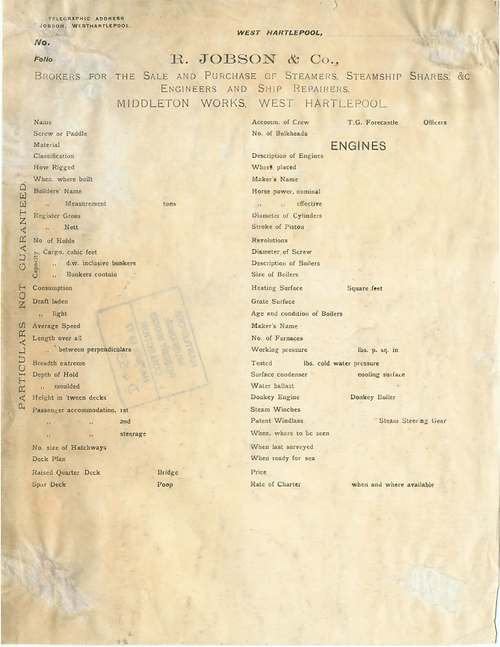 TELEGRAPHIC ADDRESS
JOBSON, WESTHARTLEPOOL.
WEST HARTLEPOOL,
No.
Folio
R. JOBSON & Co.,
BROKERS FOR THE SALE AND PURCHASE OF STEAMERS, STEAMSHIP SHARES, &c
ENGINEERS AND SHIP REPAIRERS,
MIDDLETON WORKS, WEST HARTLEPOOL
PARTICULARS NOT GUARANTEED.
Name
Screw or Paddle
Material
Classification
How Rigged
When, where built
Builders' Name
,, Measurement tons
Register Gross
,, Nett
No of Holds
Capacity
Cargo, cubic feet
,, d.w. inclusive bunkers
,, Bunkers contain
Consumption
Draft laden
,, light
Average Speed
Length over all
,, between perpendiculars
Breadth extreme
Depth of Hold
,, moulded
Height in 'tween decks
Passenger accommodation, 1st
,, ,, 2nd
,, ,, steerage
No. size of Hatchways
Deck Plan
Raised Quarter Deck Bridge
Spar Deck Poop
Accomm. of Crew T.G. Forecastle Officers
No. of Bulkheads
ENGINES
Description of Engines
Where placed
Maker's Name
Horse power, nominal
,, ,, effective
Diameter of Cylinders
Stroke of Piston
Revolutions
Diameter of Screw
Description of Boilers
Size of Boilers
Heating Surface Square feet
Grate Surface
Age and condition of Boilers
Maker's Name
No. of Furnaces
Working pressure lbs. p. sq. in
Tested lbs. cold water pressure
Surface condenser cooling surface
Water ballast
Donkey Engine Donkey Boiler
Steam Winches
Patent Windlass Steam Steering Gear
When, where to be seen
When last surveyed
When ready for sea
Price
Rate of Charter when and where available